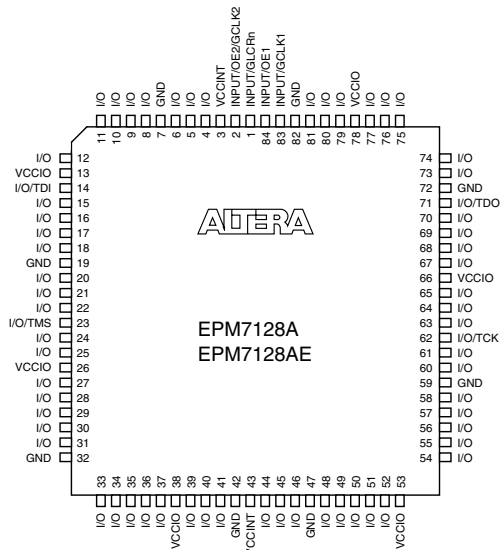 I/O I/O I/O I/O GND I/O I/O I/O VCCINT INPUT/OE2/GCLK2 INPUT/GLCRn INPUT/OE1 INPUT/GCLK1 GND I/O I/O I/O VCCIO I/O I/O I/O
11 10 9 8 7 6 5 4 3 2 1 84 83 82 81 80 79 78 77 76 75
I/O 12 74 I/O
VCCIO 13 73 I/O
I/O/TDI 14 72 GND
I/O 15 71 I/O/TDO
I/O 16 70 I/O
I/O 17 69 I/O
I/O 18 68 I/O
GND 19 67 I/O
I/O 20 66 VCCIO
I/O 21 65 I/O
I/O 22 64 I/O
I/O/TMS 23 63 I/O
I/O 24 62 I/O/TCK
I/O 25 61 I/O
VCCIO 26 60 I/O
I/O 27 59 GND
I/O 28 58 I/O
I/O 29 57 I/O
I/O 30 56 I/O
I/O 31 55 I/O
GND 32 54 I/O
ALTERA
EPM7128A
EPM7128AE
33 34 35 36 37 38 39 40 41 42 43 44 45 46 47 48 49 50 51 52 53
I/O I/O I/O I/O I/O VCCIO I/O I/O I/O GND VCCINT I/O I/O I/O GND I/O I/O I/O I/O I/O VCCIO